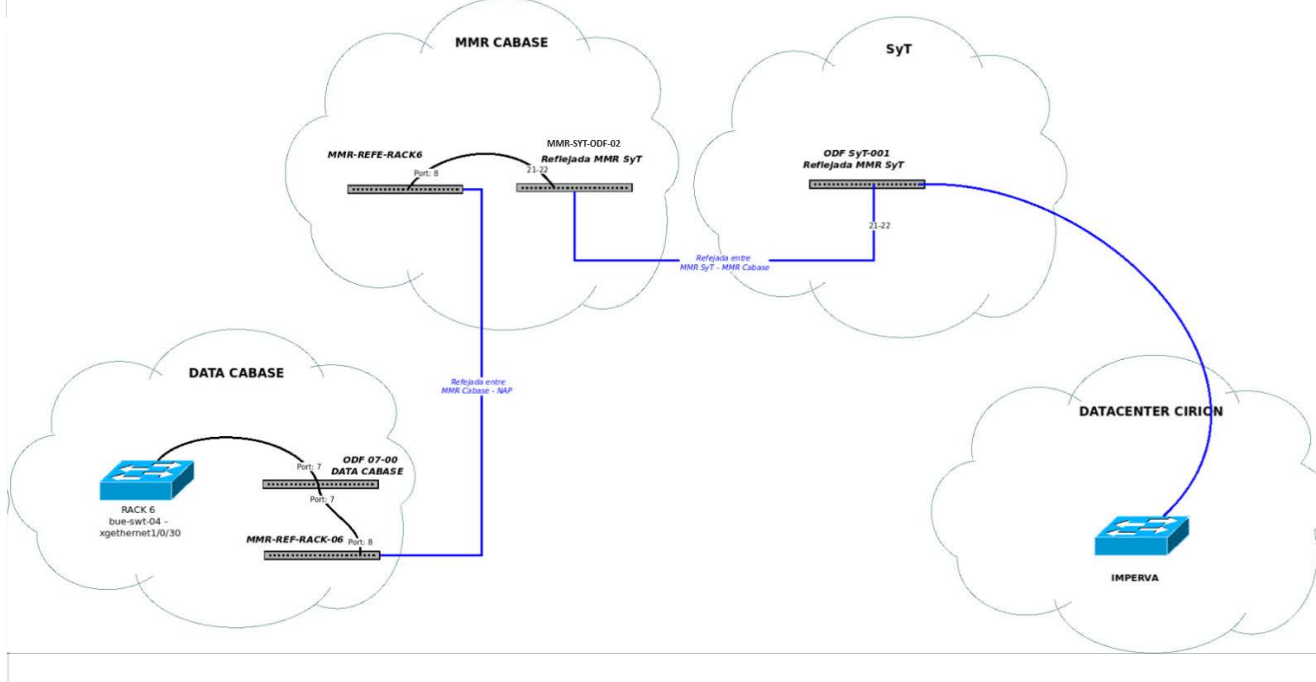 MMR CABASE
MMR-REFE-RACK6
Port: 8
MMR-SYT-ODF-02
Reflejada MMR SyT
21-22
SyT
ODF SyT-001
Reflejada MMR SyT
21-22
Refejada entre
MMR SyT - MMR Cabase
Refejada entre
MMR Cabase - NAP
DATA CABASE
Port: 7
ODF 07-00
DATA CABASE
Port: 7
RACK 6
bue-swt-04 -
xgethernet1/0/30
MMR-REF-RACK-06
Port: 8
DATACENTER CIRION
IMPERVA